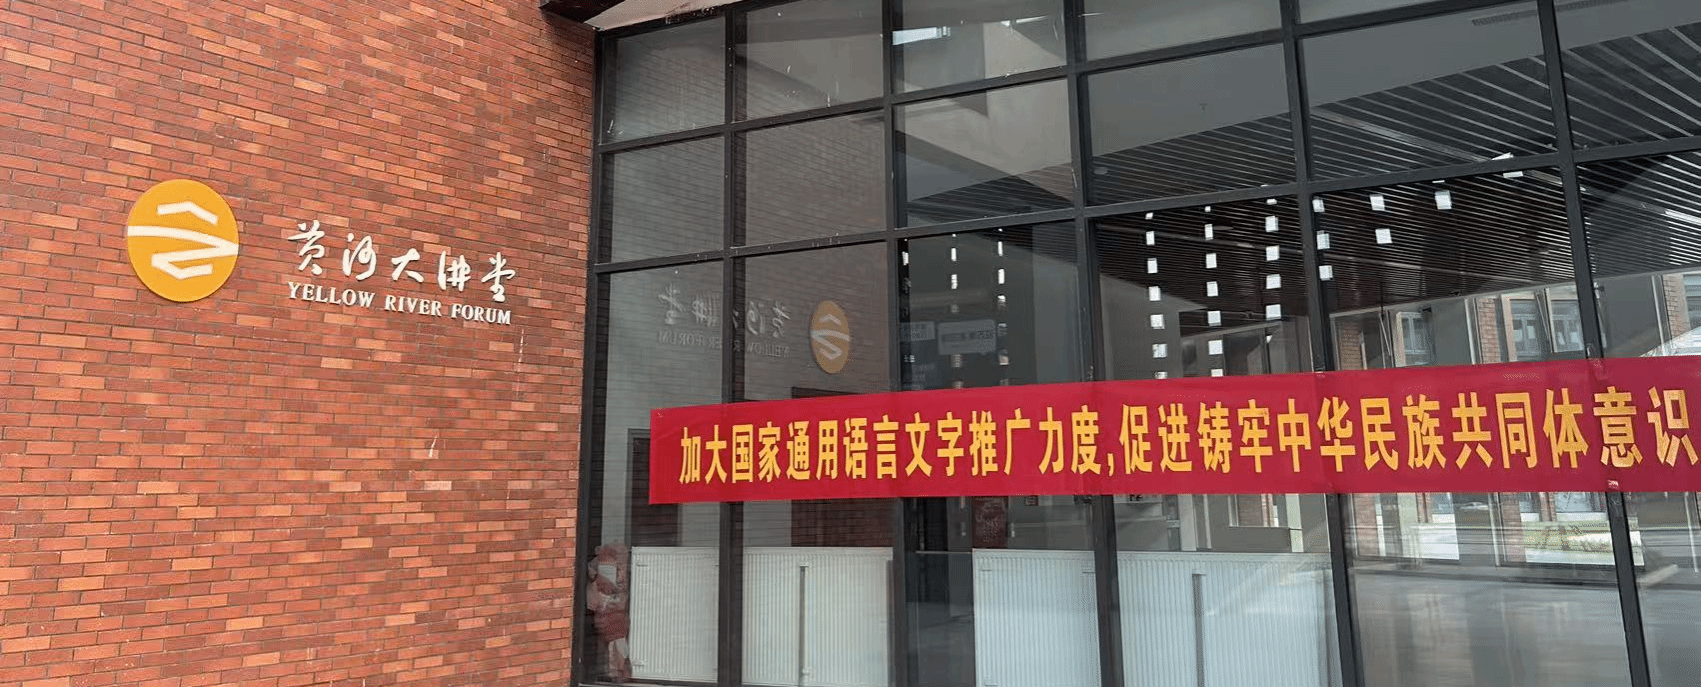 黄河大讲堂
YELLOW RIVER FORUM
加大国家通用语言文字推广力度,促进铸牢中华民族共同体意识